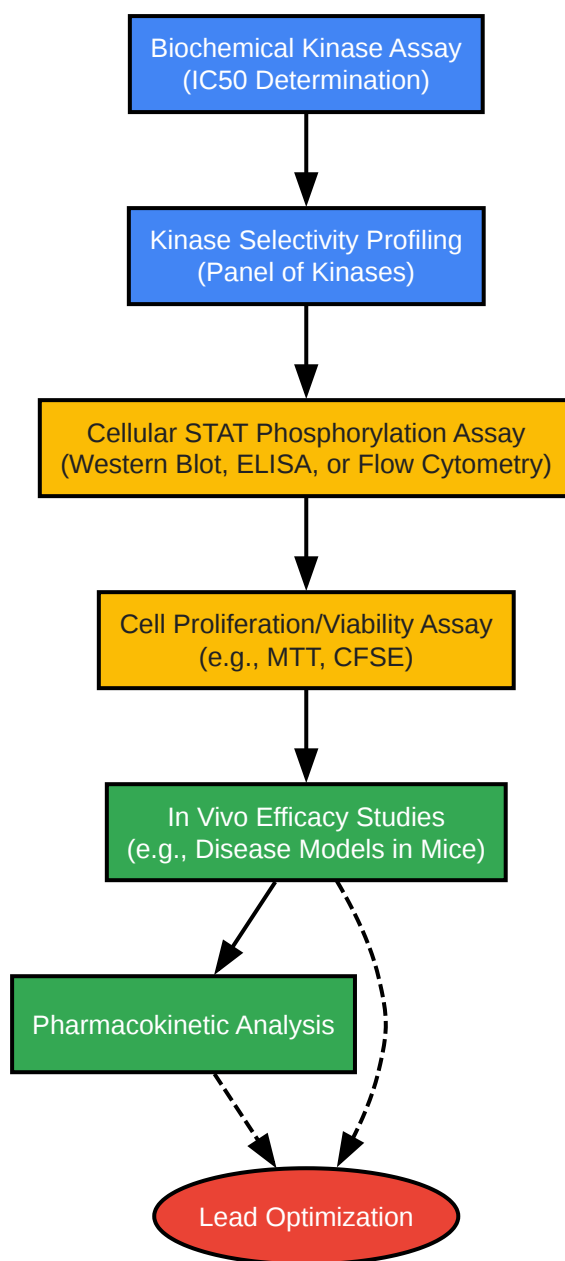 Biochemical Kinase Assay
(IC50 Determination)
Kinase Selectivity Profiling
(Panel of Kinases)
Cellular STAT Phosphorylation Assay
(Western Blot, ELISA, or Flow Cytometry)
Cell Proliferation/Viability Assay
(e.g., MTT, CFSE)
In Vivo Efficacy Studies
(e.g., Disease Models in Mice)
Pharmacokinetic Analysis
Lead Optimization